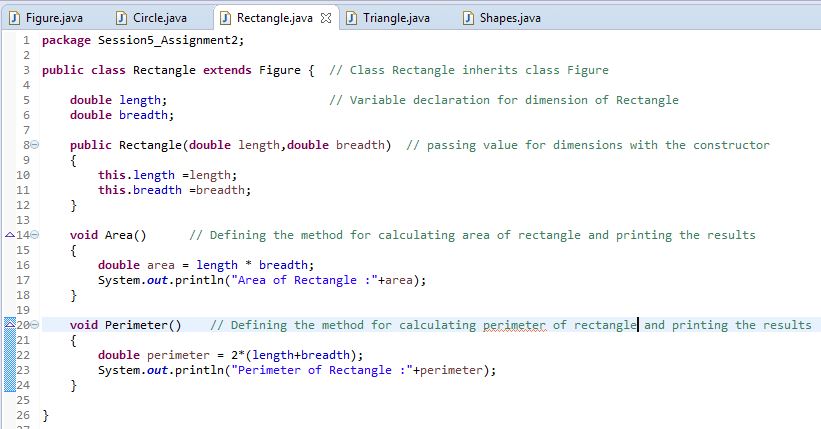 Figure.java Circle.java Rectangle.java Triangle.java Shapes.java
1 package Session5_Assignment2;
2
3 public class Rectangle extends Figure {  // Class Rectangle inherits class Figure
4
5     double length;                       // Variable declaration for dimension of Rectangle
6     double breadth;
7
8     public Rectangle(double length,double breadth)  // passing value for dimensions with the constructor
9     {
10         this.length =length;
11         this.breadth =breadth;
12     }
13
14     void Area()      // Defining the method for calculating area of rectangle and printing the results
15     {
16         double area = length * breadth;
17         System.out.println("Area of Rectangle :"+area);
18     }
19
20     void Perimeter()    // Defining the method for calculating perimeter of rectangle and printing the results
21     {
22         double perimeter = 2*(length+breadth);
23         System.out.println("Perimeter of Rectangle :"+perimeter);
24     }
25
26 }